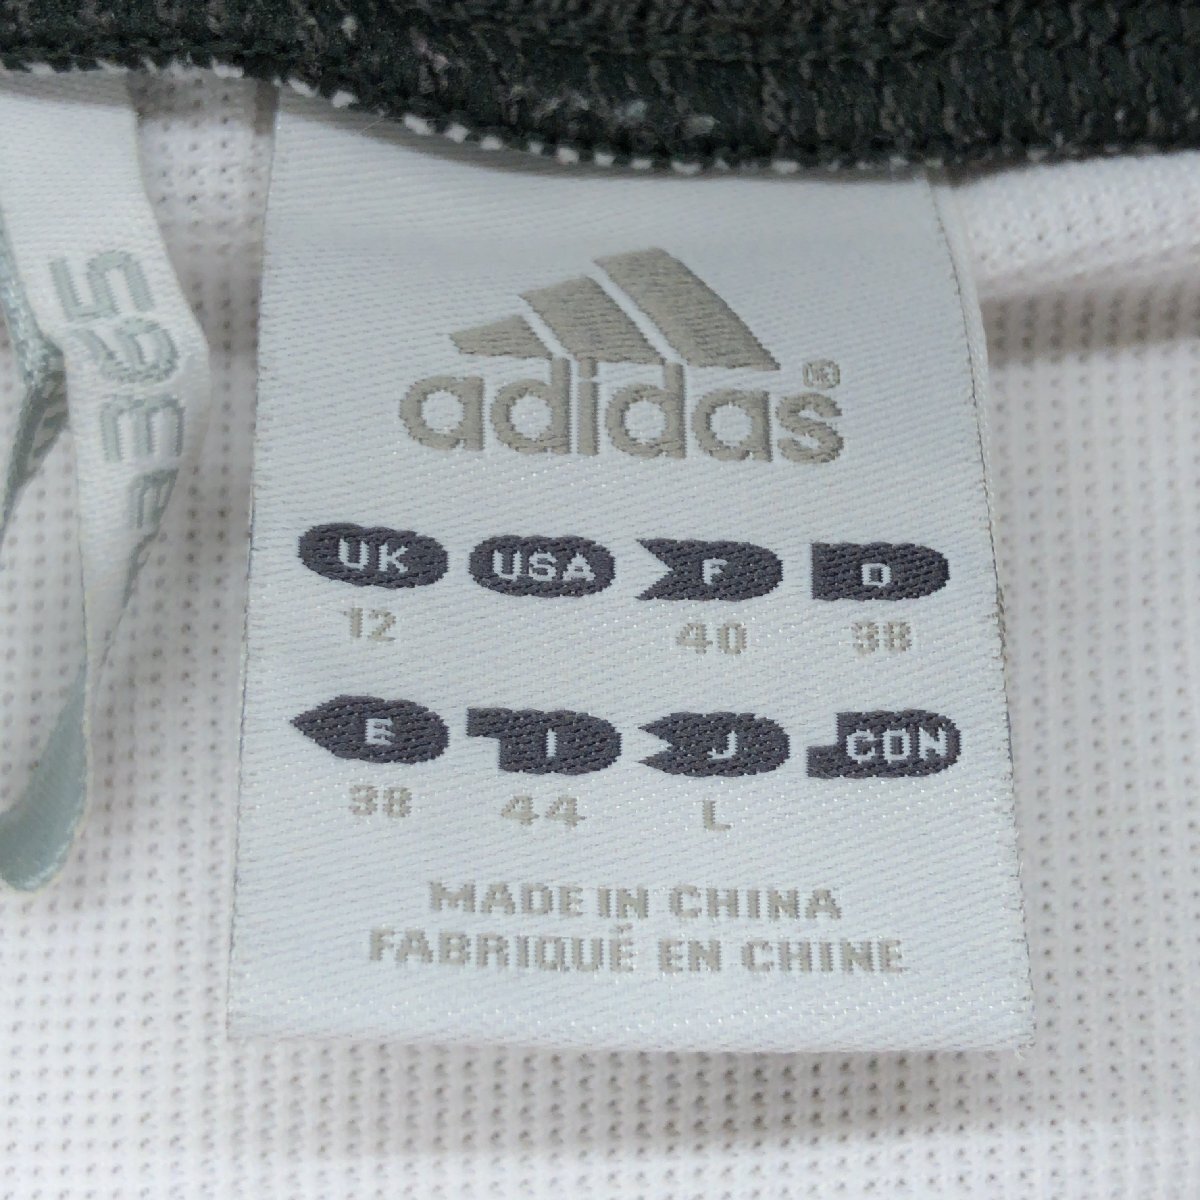 adidas®
UK USA F D
12 40 38
E I J CDN
38 44 L
MADE IN CHINA
FABRIQUÉ EN CHINE